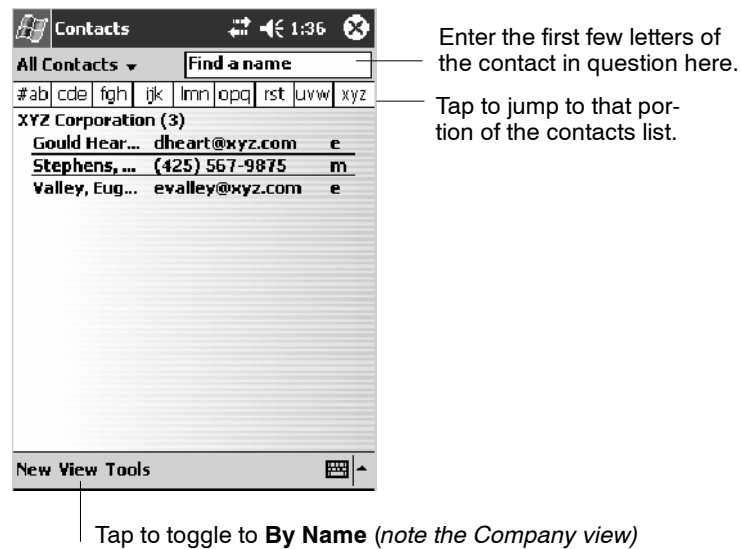 Contacts 1:36
All Contacts Find a name
#ab cde fgh ijk lmn opq rst uvw xyz
XYZ Corporation (3)
Gould Hear... dheart@xyz.com e
Stephens, ... (425) 567-9875 m
Valley, Eug... evalley@xyz.com e
New View Tools
Enter the first few letters of
the contact in question here.
Tap to jump to that por-
tion of the contacts list.
Tap to toggle to By Name (note the Company view)